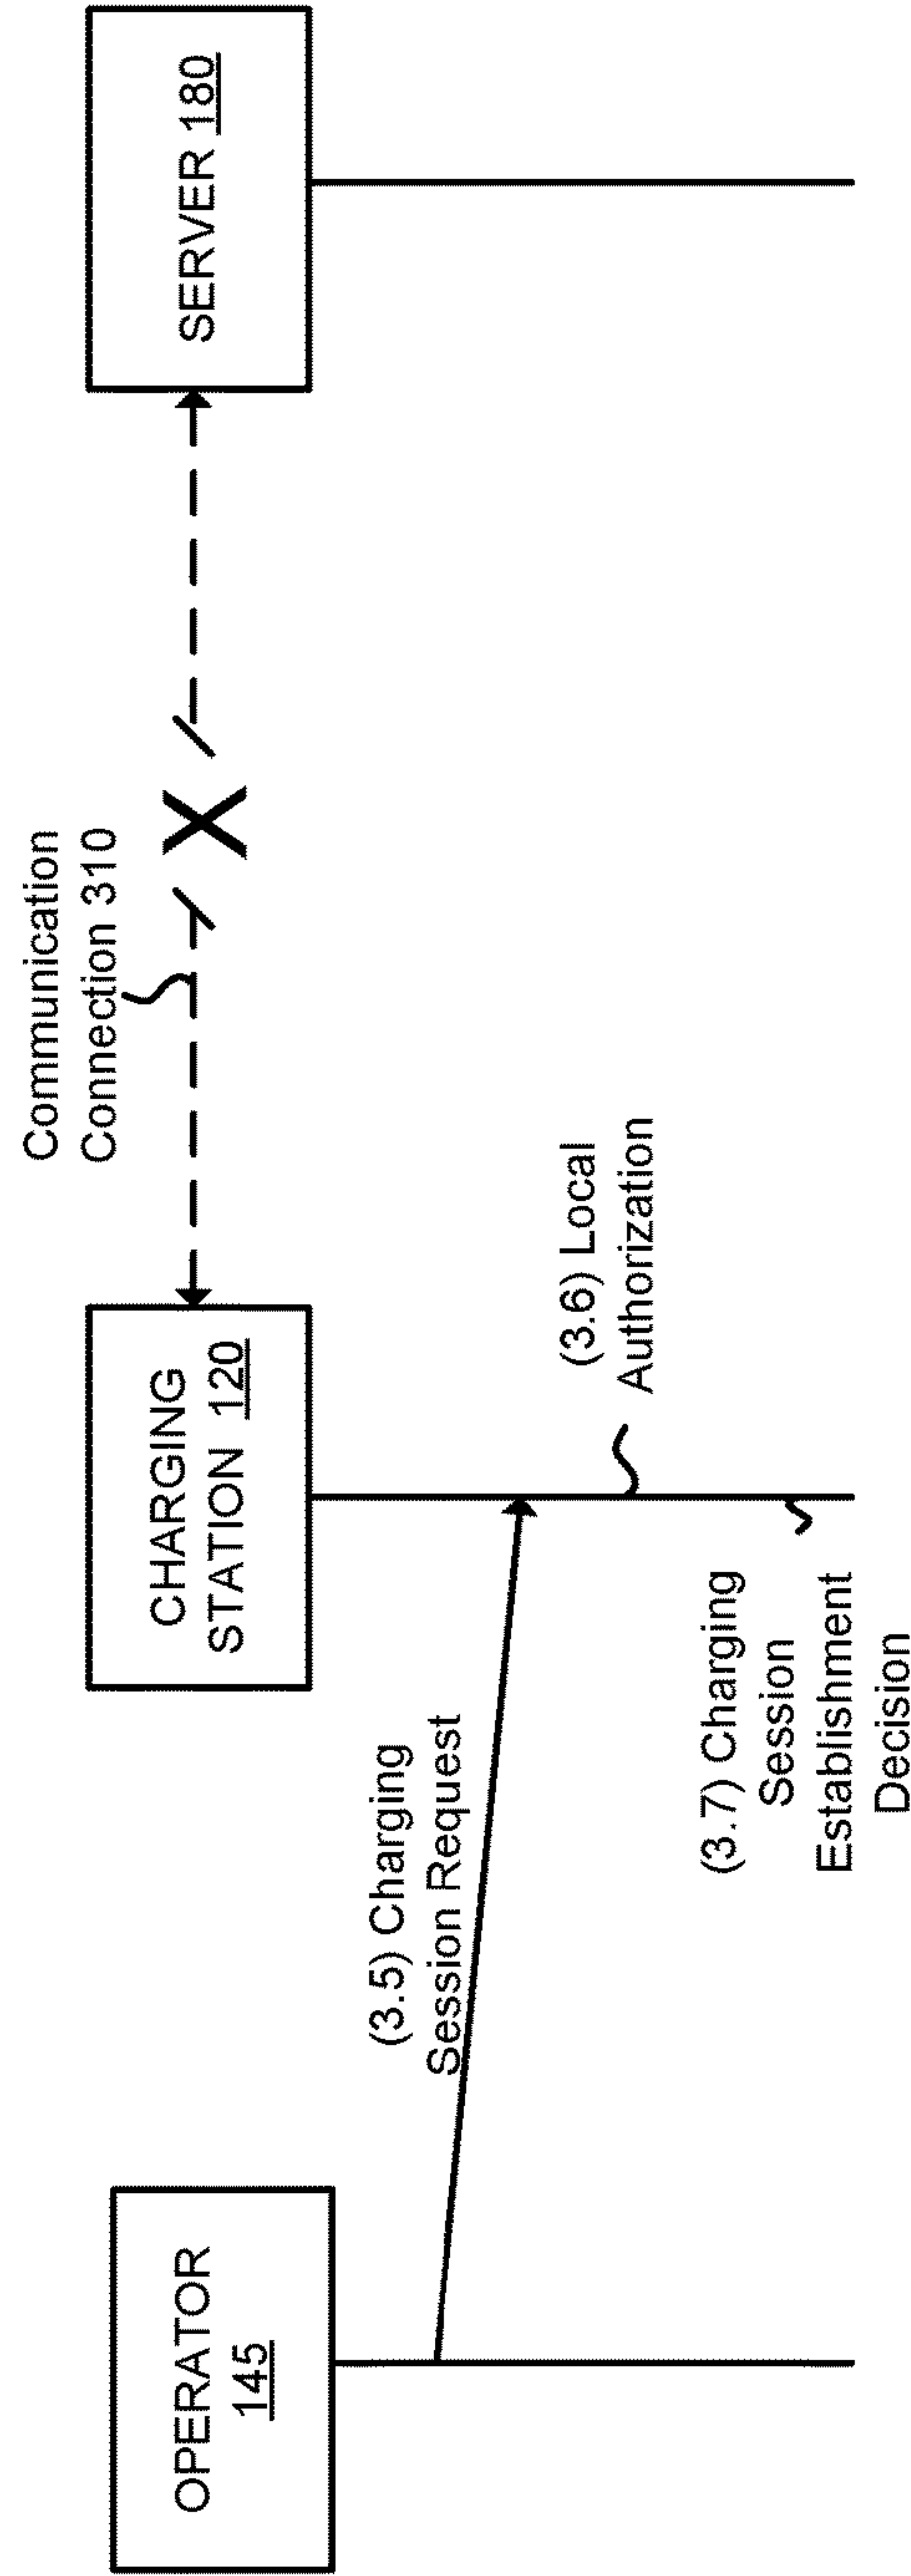 OPERATOR
145
CHARGING
STATION 120
Communication
Connection 310
SERVER 180
(3.5) Charging
Session Request
(3.6) Local
Authorization
(3.7) Charging
Session
Establishment
Decision